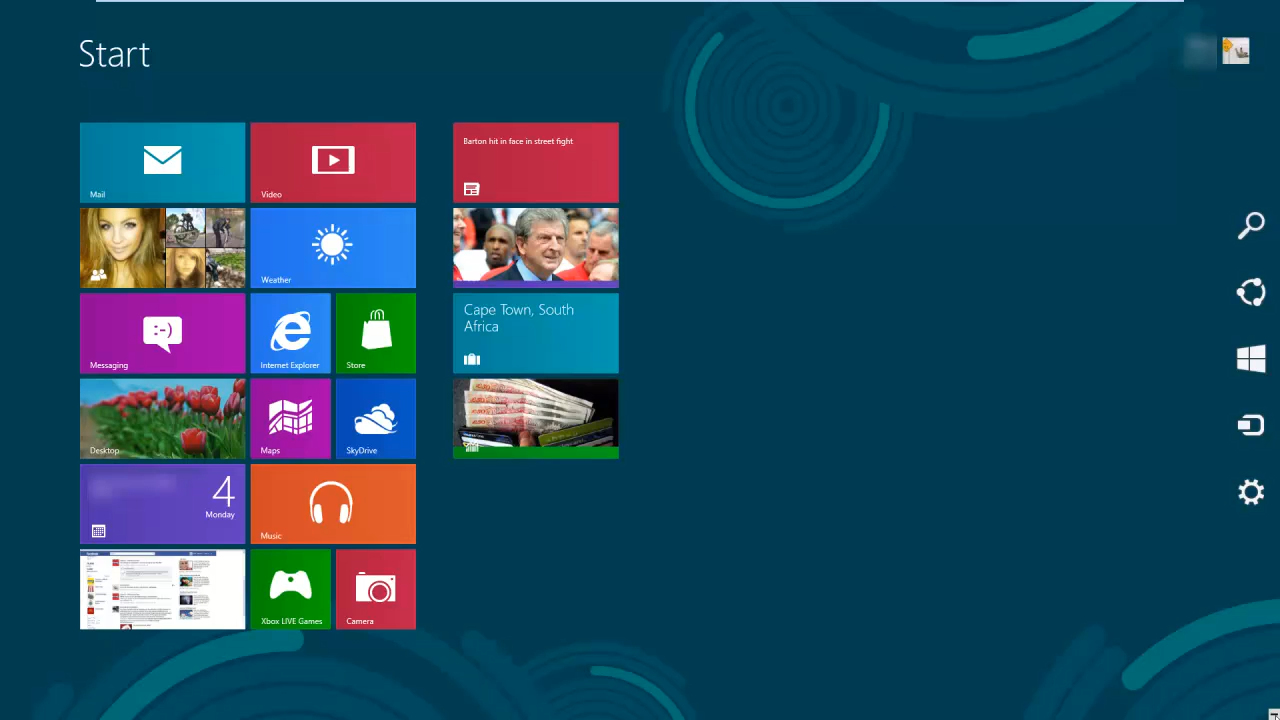 Start
Mail
Video
Barton hit in face in street fight
Weather
Messaging
:-)
Internet Explorer
Store
Cape Town, South
Africa
Desktop
Maps
SkyDrive
4
Monday
Music
facebook
Xbox LIVE Games
Camera